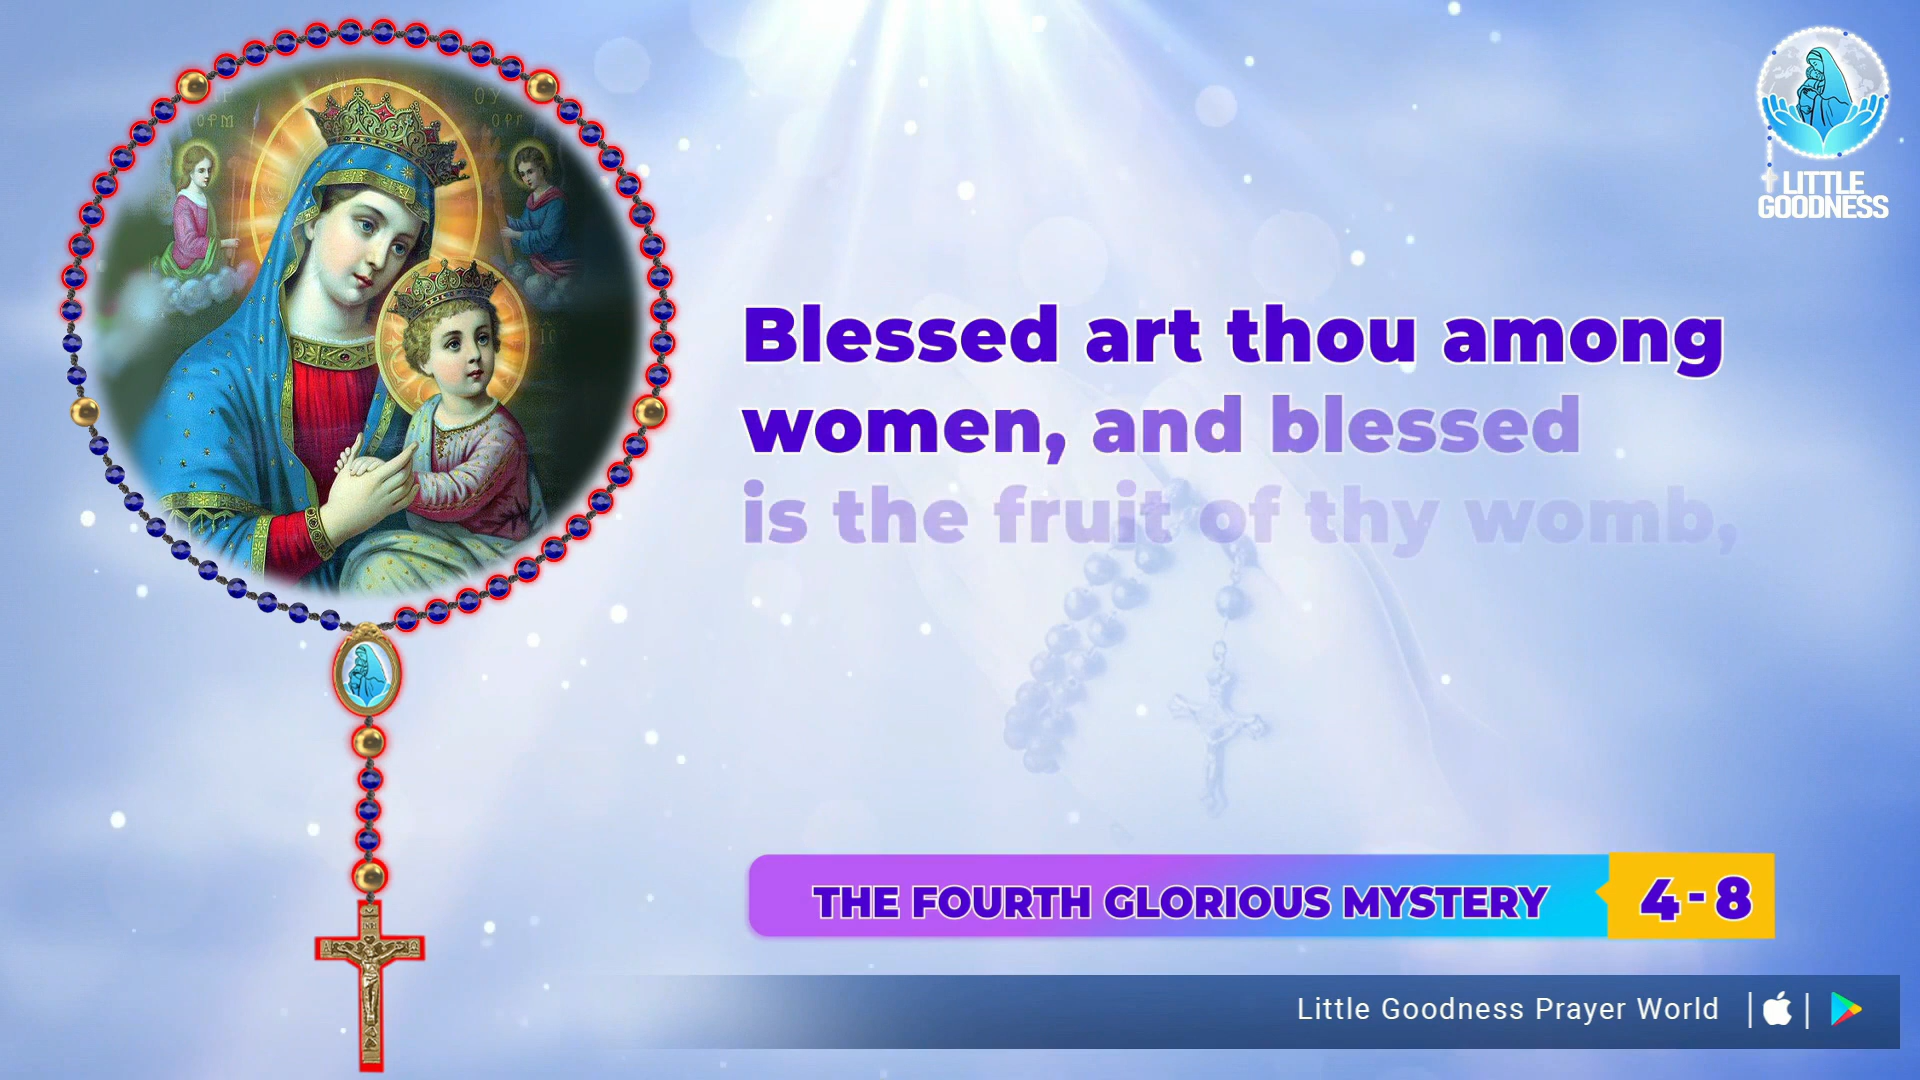 LITTLE
GOODNESS
Blessed art thou among
women, and blessed
is the fruit of thy womb,
THE FOURTH GLORIOUS MYSTERY
4-8
Little Goodness Prayer World